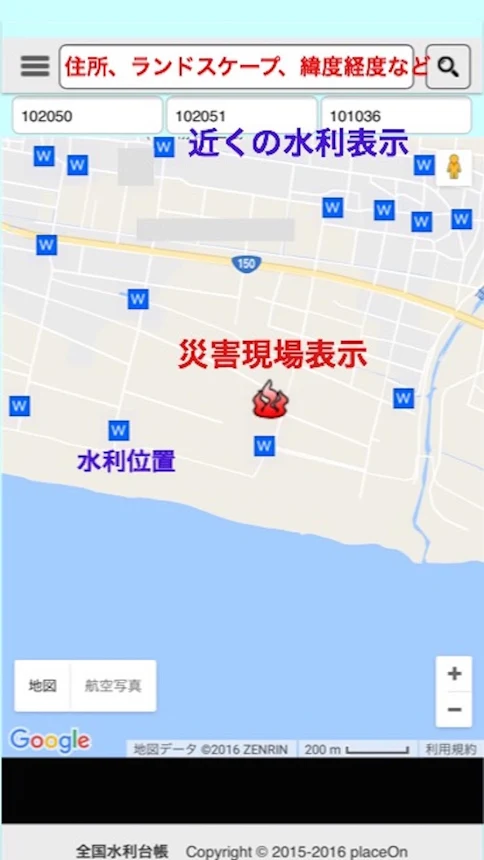 住所、ランドスケープ、緯度経度など
102050
102051
101036
近くの水利表示
W
W
W
W
W
W
W
W
W
150
W
災害現場表示
W
W
W
W
水利位置
地図
航空写真
+
−
Google
地図データ ©2016 ZENRIN
200 m
利用規約
全国水利台帳 Copyright © 2015-2016 placeOn